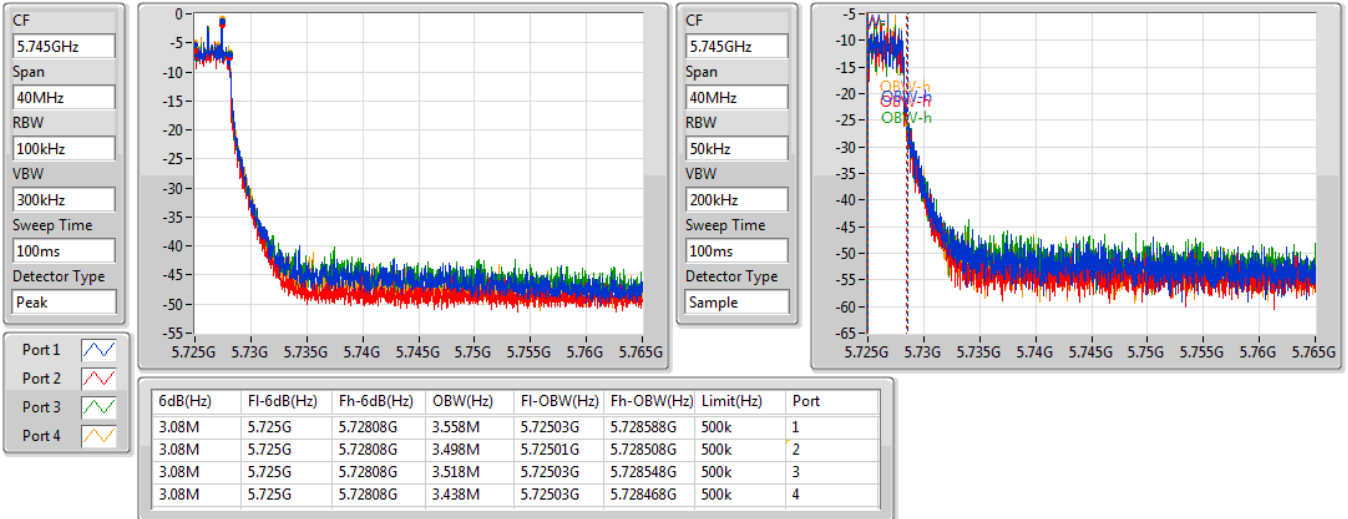 CF
5.745GHz
Span
40MHz
RBW
100kHz
VBW
300kHz
Sweep Time
100ms
Detector Type
Peak
0-
-5-
-10-
-15-
-20-
-25-
-30-
-35-
-40-
-45-
-50-
-55-
5.725G 5.73G 5.735G 5.74G 5.745G 5.75G 5.755G 5.76G 5.765G
CF
5.745GHz
Span
40MHz
RBW
50kHz
VBW
200kHz
Sweep Time
100ms
Detector Type
Sample
-5-
-10-
-15-
-20-
-25-
-30-
-35-
-40-
-45-
-50-
-55-
-60-
-65-
OBW-h
OBW-h
OBW-h
OBW-h
5.725G 5.73G 5.735G 5.74G 5.745G 5.75G 5.755G 5.76G 5.765G
Port 1
Port 2
Port 3
Port 4
6dB(Hz) Fl-6dB(Hz) Fh-6dB(Hz) OBW(Hz) Fl-OBW(Hz) Fh-OBW(Hz) Limit(Hz) Port
3.08M 5.725G 5.72808G 3.558M 5.72503G 5.728588G 500k 1
3.08M 5.725G 5.72808G 3.498M 5.72501G 5.728508G 500k 2
3.08M 5.725G 5.72808G 3.518M 5.72503G 5.728548G 500k 3
3.08M 5.725G 5.72808G 3.438M 5.72503G 5.728468G 500k 4